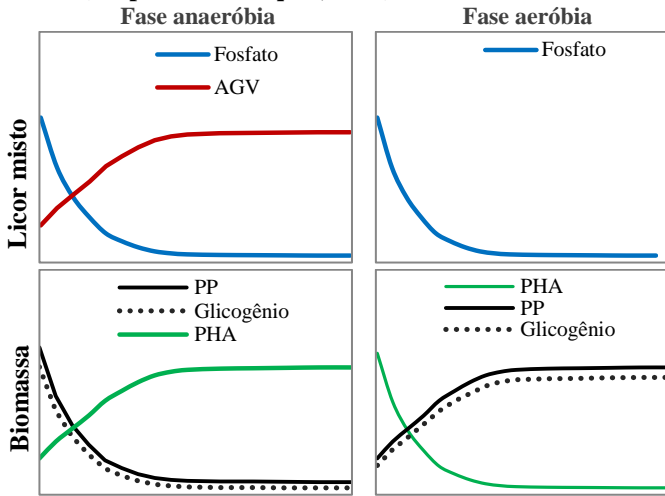 Fase anaeróbia
Fase aeróbia
Licor misto
Fosfato
AGV
Fosfato
Biomassa
PP
Glicogênio
PHA
PHA
PP
Glicogênio